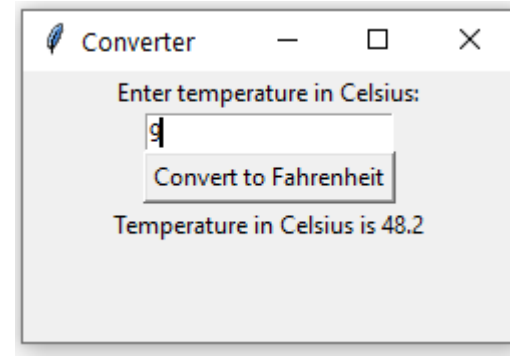 Converter
Enter temperature in Celsius:
9
Convert to Fahrenheit
Temperature in Celsius is 48.2